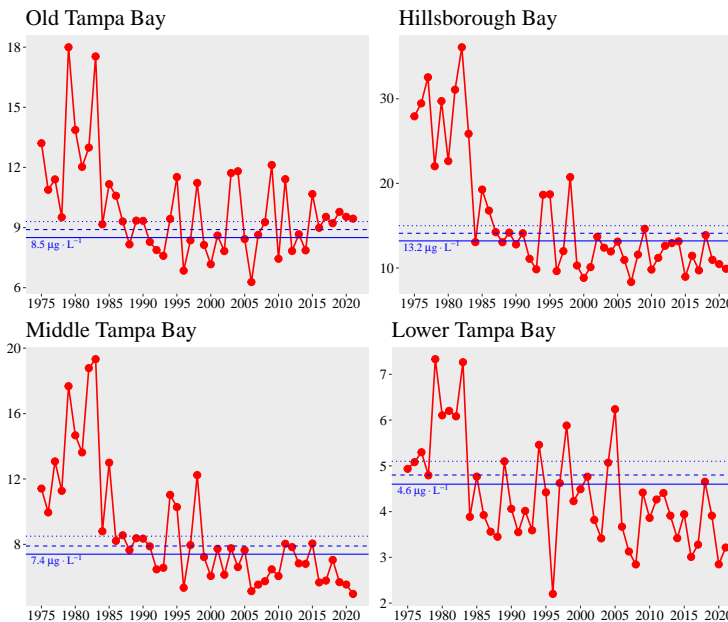 Old Tampa Bay
18
15
12
9
6
8.5 μg · L⁻¹
1975 1980 1985 1990 1995 2000 2005 2010 2015 2020
Hillsborough Bay
30
20
10
13.2 μg · L⁻¹
1975 1980 1985 1990 1995 2000 2005 2010 2015 2020
Middle Tampa Bay
20
16
12
8
7.4 μg · L⁻¹
1975 1980 1985 1990 1995 2000 2005 2010 2015 2020
Lower Tampa Bay
7
6
5
4
3
2
4.6 μg · L⁻¹
1975 1980 1985 1990 1995 2000 2005 2010 2015 2020